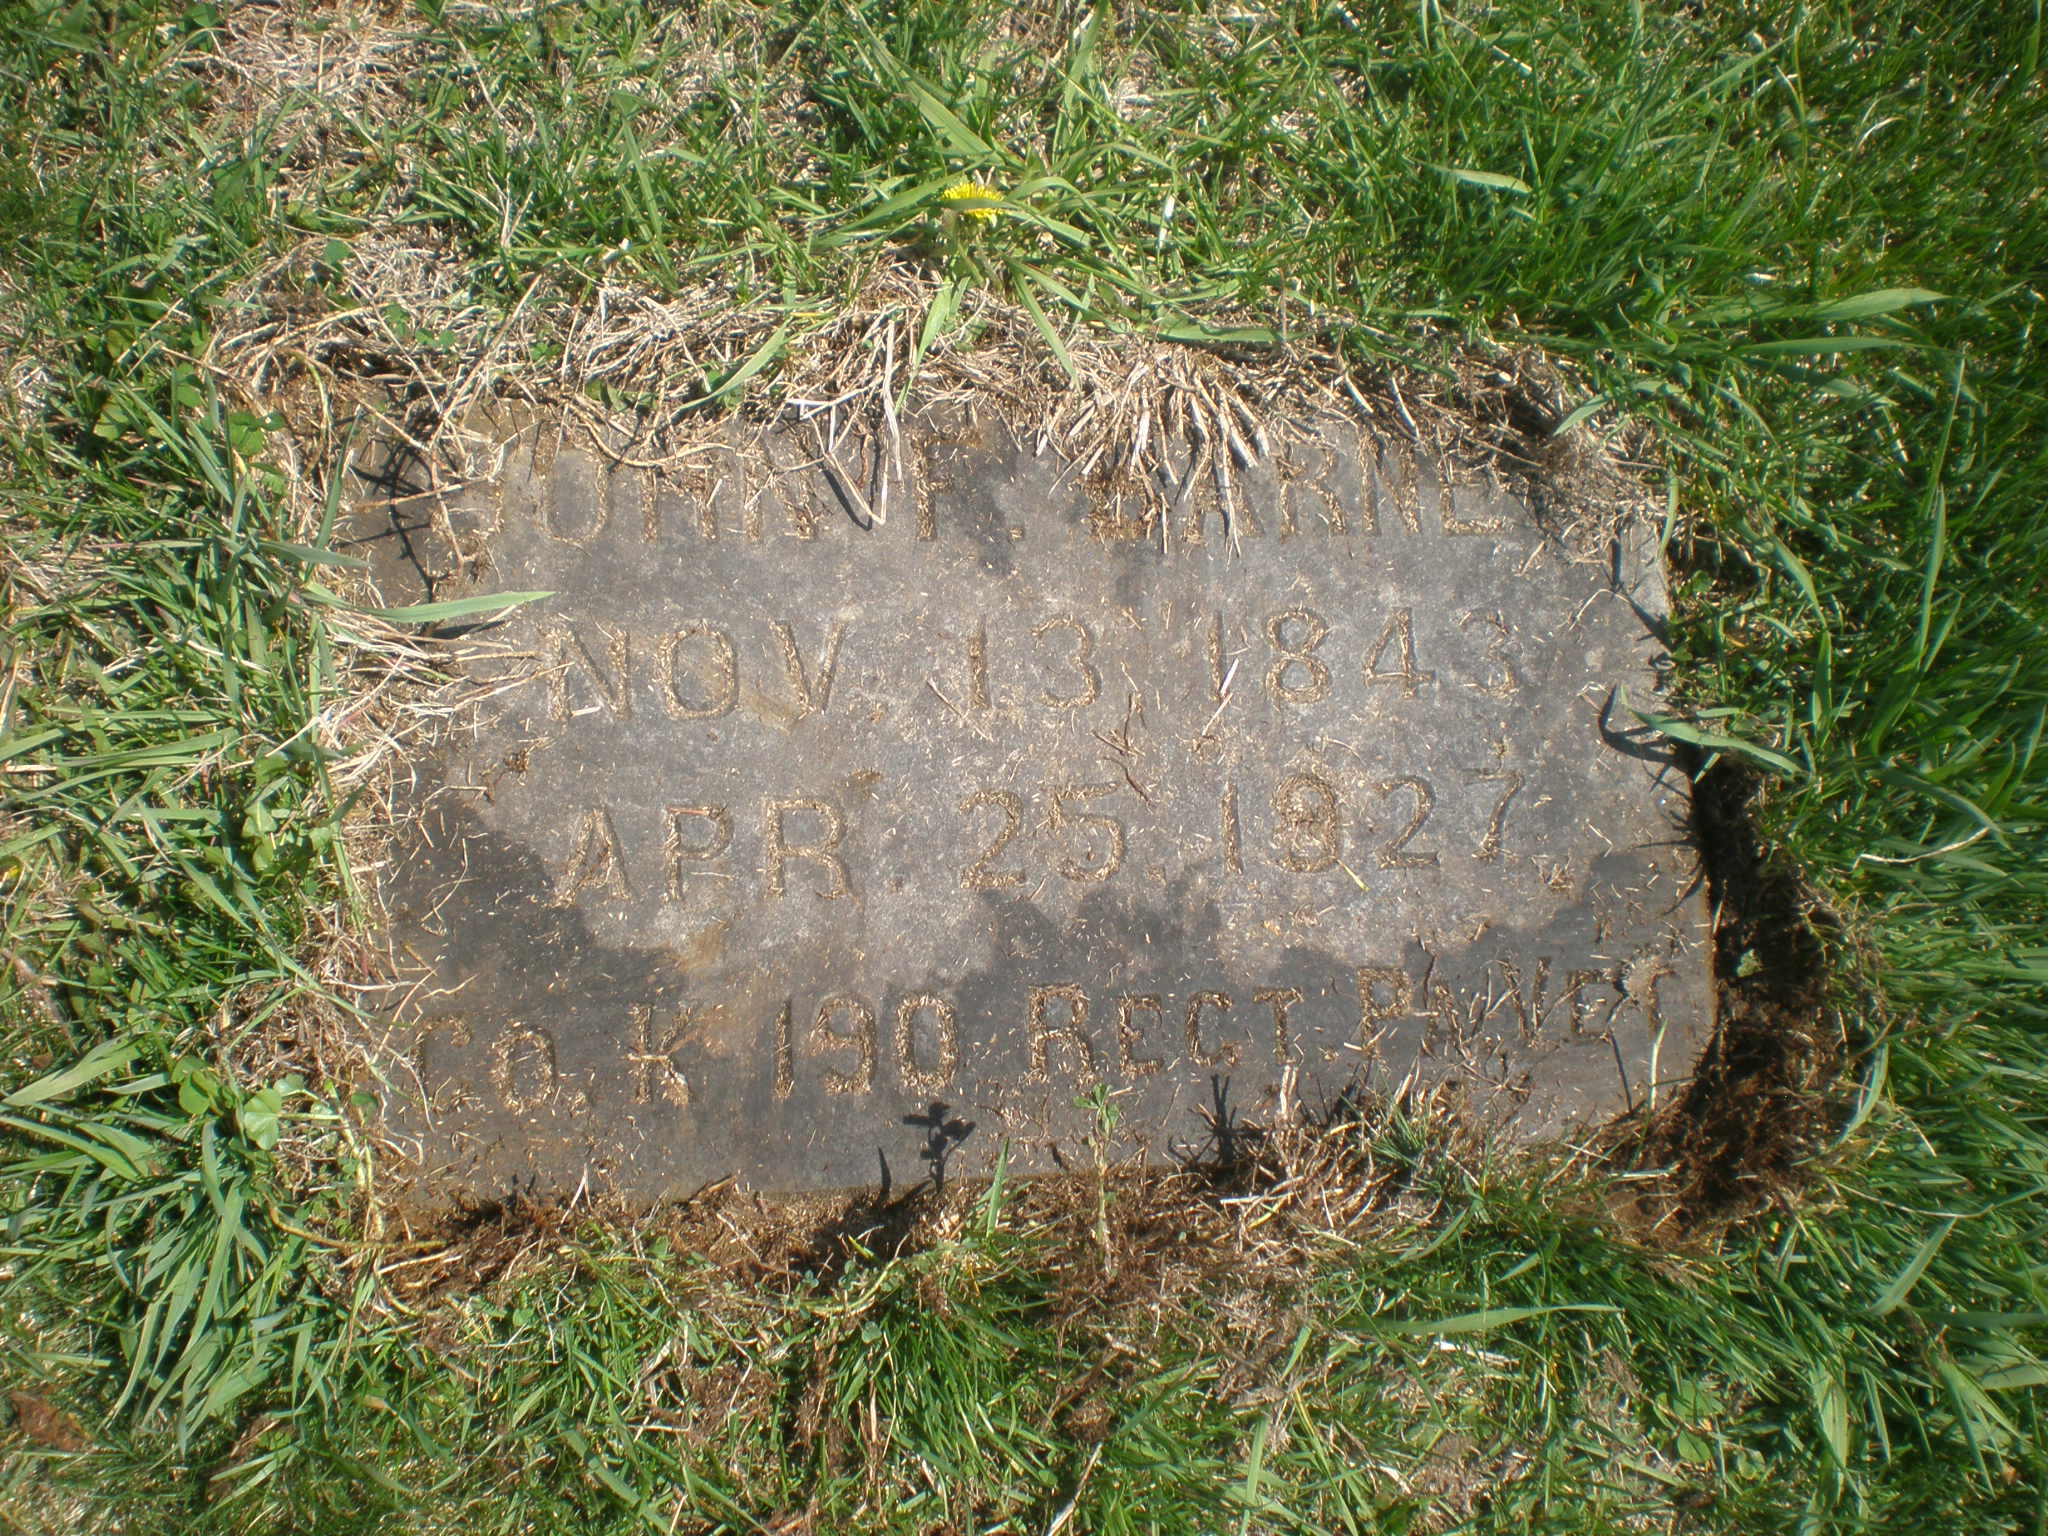 JOHN F.
NOV. 13 1843
APR 25. 1927
CO. K 190 REGT. PA. VET